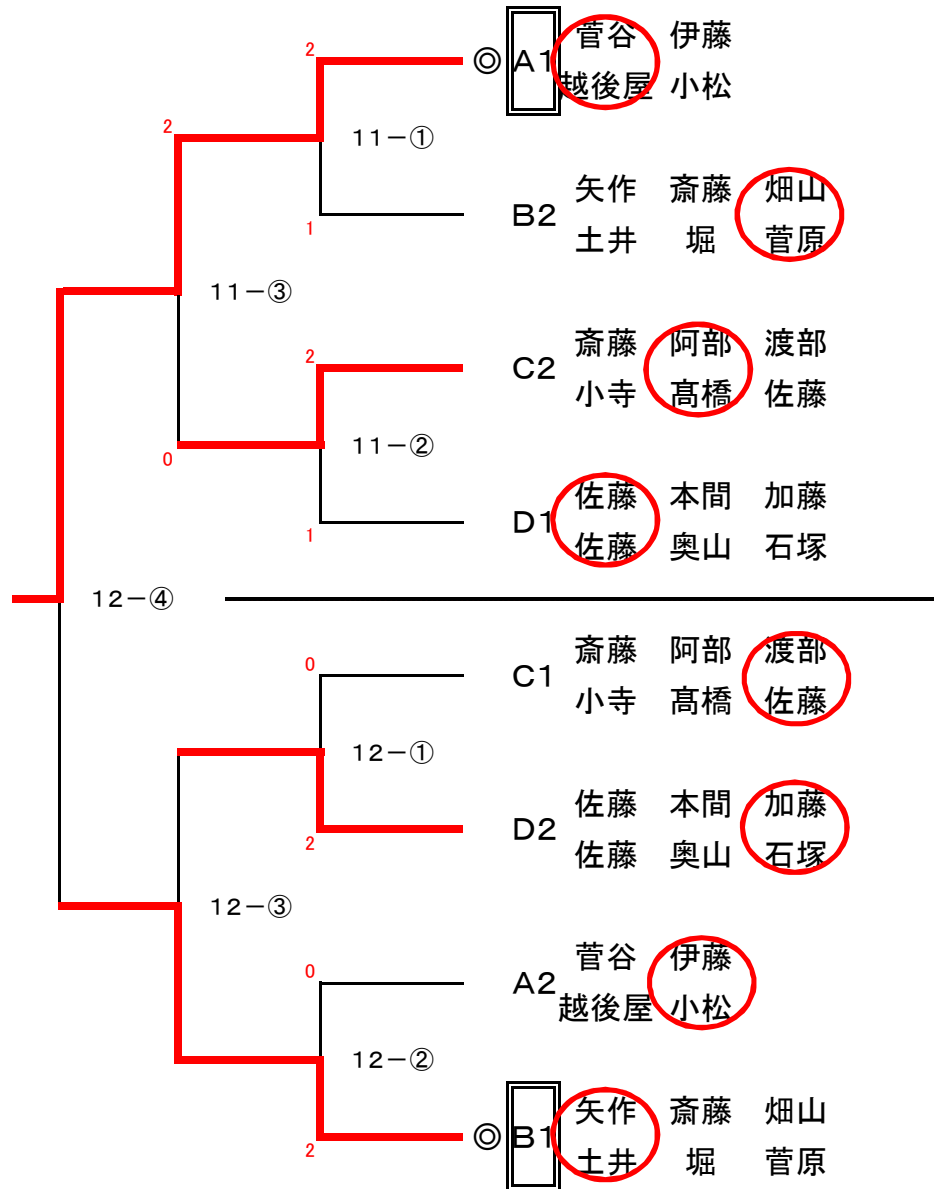 2
◎ A1 菅谷 伊藤
越後屋 小松
2
11－①
B2 矢作 斎藤 畑山
土井 堀 菅原
1
11－③
2
C2 斎藤 阿部 渡部
小寺 髙橋 佐藤
11－②
0
D1 佐藤 本間 加藤
佐藤 奥山 石塚
1
12－④
0
C1 斎藤 阿部 渡部
小寺 髙橋 佐藤
12－①
D2 佐藤 本間 加藤
佐藤 奥山 石塚
2
12－③
0
A2 菅谷 伊藤
越後屋 小松
12－②
◎ B1 矢作 斎藤 畑山
土井 堀 菅原
2